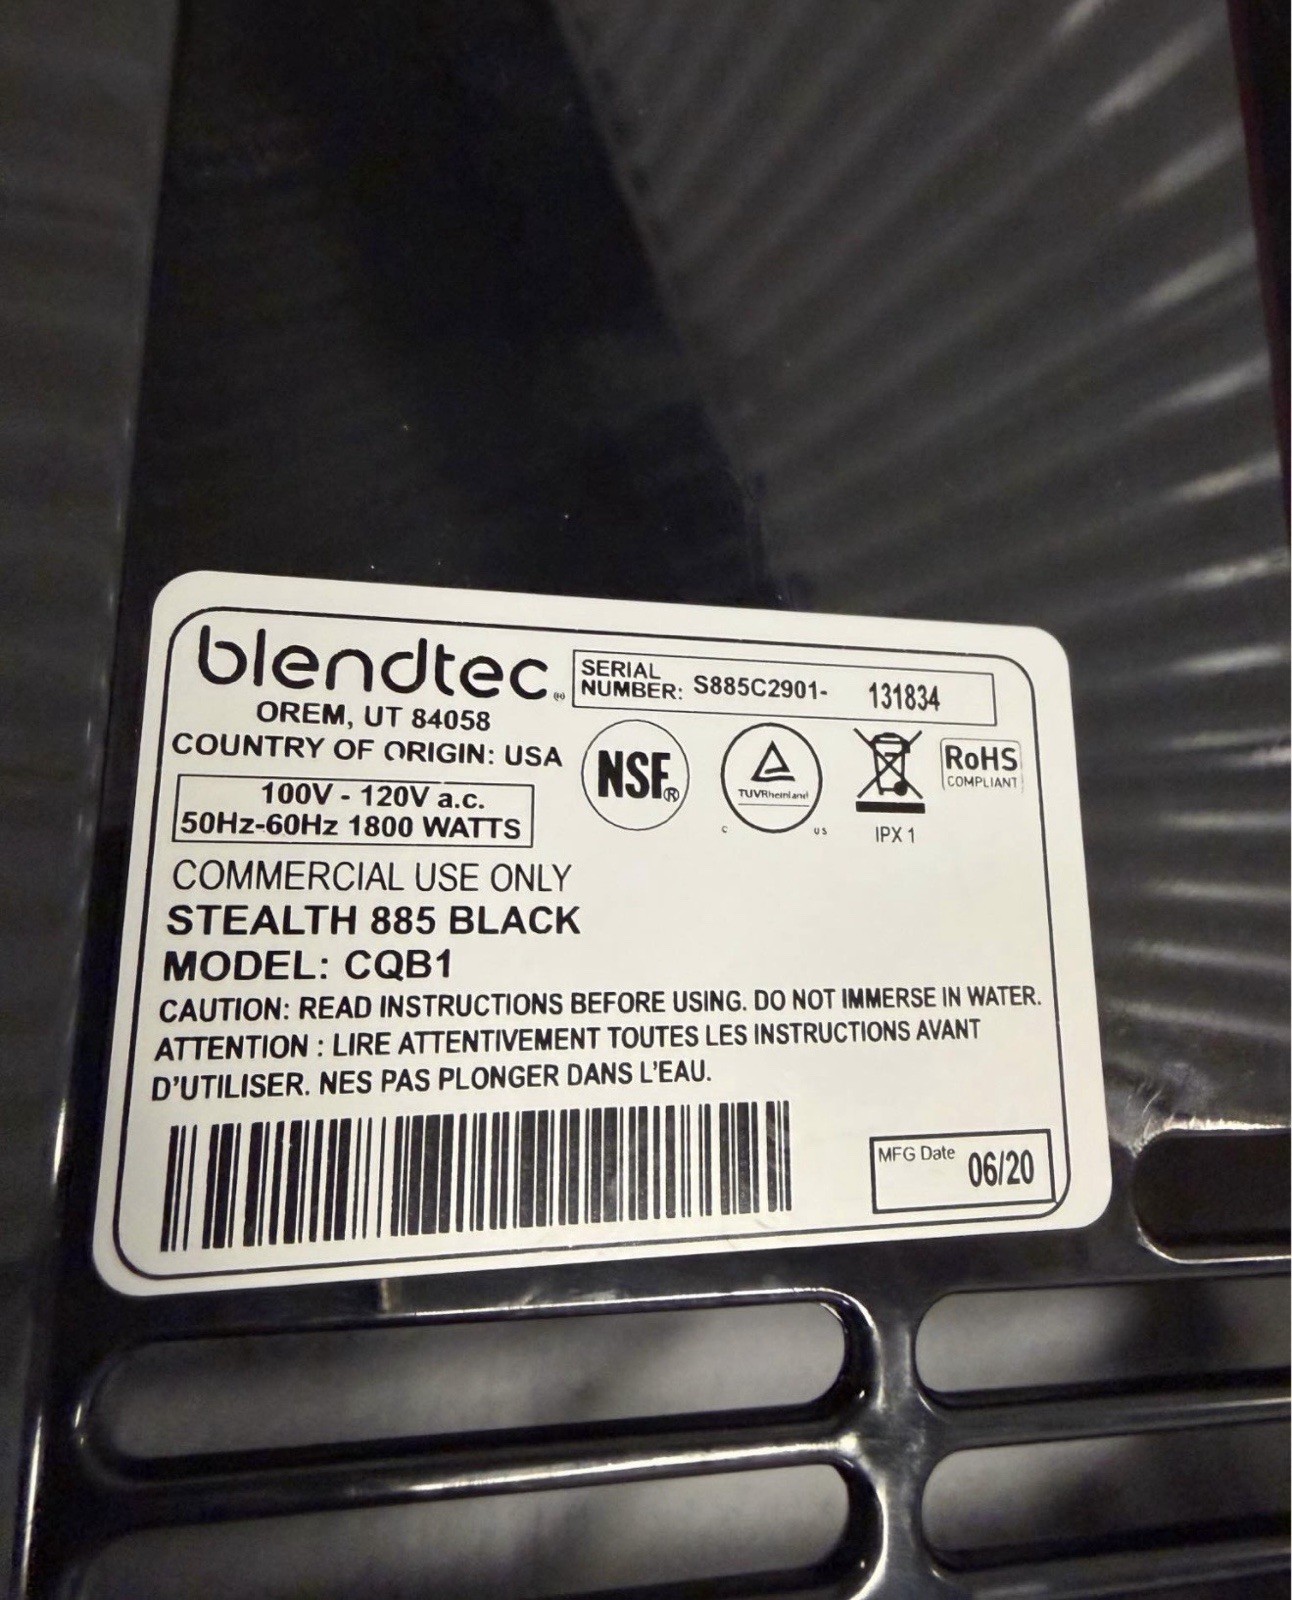 blendtec®
OREM, UT 84058
COUNTRY OF ORIGIN: USA
SERIAL
NUMBER: S885C2901- 131834
100V - 120V a.c.
50Hz-60Hz 1800 WATTS
NSF®
TUVRheinland
C US
IPX 1
RoHS
COMPLIANT
COMMERCIAL USE ONLY
STEALTH 885 BLACK
MODEL: CQB1
CAUTION: READ INSTRUCTIONS BEFORE USING. DO NOT IMMERSE IN WATER.
ATTENTION : LIRE ATTENTIVEMENT TOUTES LES INSTRUCTIONS AVANT
D'UTILISER. NES PAS PLONGER DANS L'EAU.
MFG Date 06/20